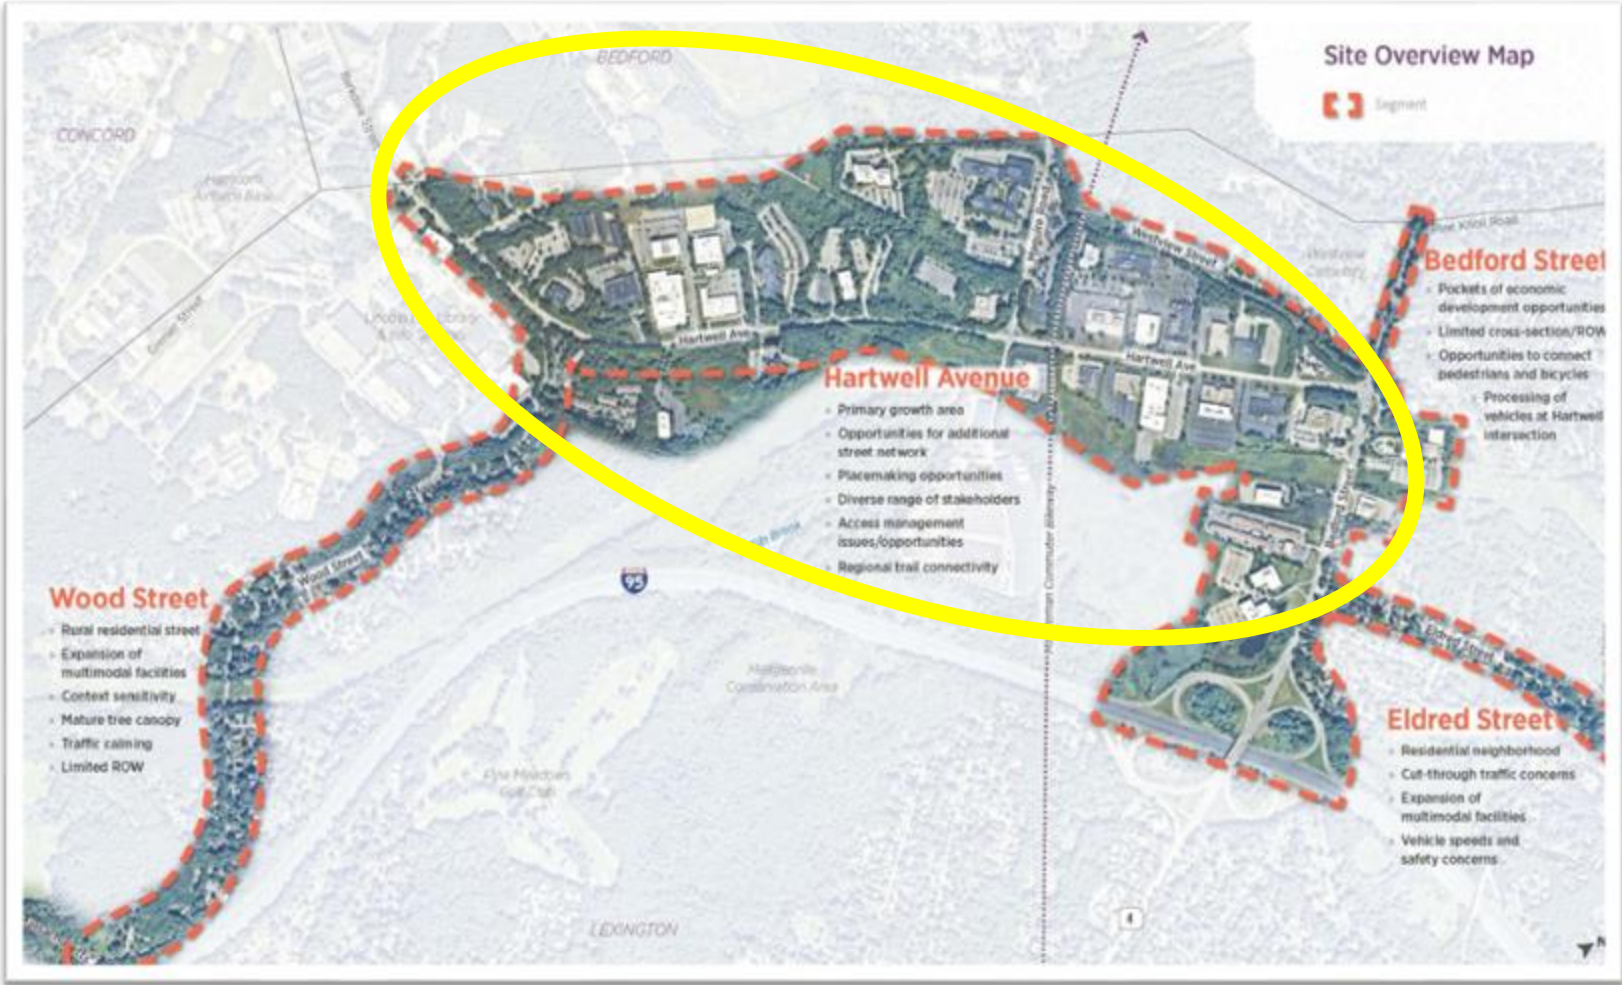 Site Overview Map
Segment
BEDFORD
CONCORD
Hartwell Ave
Hartwell Ave
Westview Street
Bedford Street
Pockets of economic
development opportunities
Limited cross-section/ROW
Opportunities to connect
pedestrians and bicycles
Processing of
vehicles at Hartwell
intersection
Hartwell Avenue
Primary growth area
Opportunities for additional
street network
Placemaking opportunities
Diverse range of stakeholders
Access management
issues/opportunities
Regional trail connectivity
Bedford Street
Minuteman Commuter Bikeway
95
Wood Street
Wood Street
Rural residential street
Expansion of
multimodal facilities
Context sensitivity
Mature tree canopy
Traffic calming
Limited ROW
Eldred Street
Eldred Street
Residential neighborhood
Cut-through traffic concerns
Expansion of
multimodal facilities
Vehicle speeds and
safety concerns
Conservation Area
Pine Meadows
Golf Club
LEXINGTON
4
N